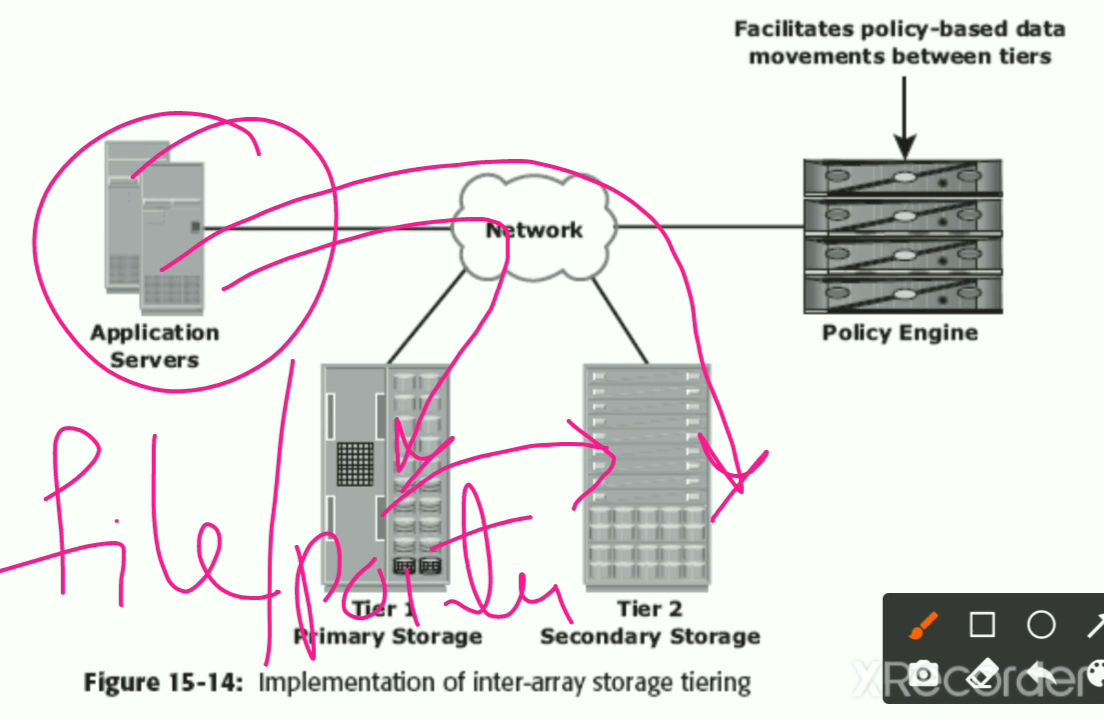 Facilitates policy-based data
movements between tiers
Network
Application
Servers
Policy Engine
File/pointer
Tier 1
Primary Storage
Tier 2
Secondary Storage
Figure 15-14: Implementation of inter-array storage tiering
XRecorder